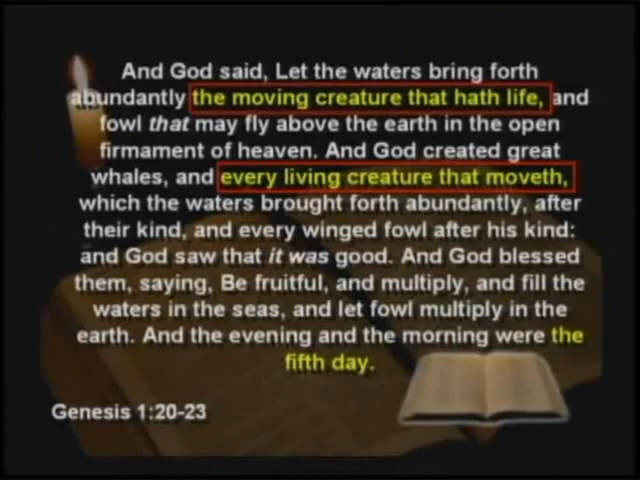 And God said, Let the waters bring forth
abundantly the moving creature that hath life, and
fowl that may fly above the earth in the open
firmament of heaven. And God created great
whales, and every living creature that moveth,
which the waters brought forth abundantly, after
their kind, and every winged fowl after his kind:
and God saw that it was good. And God blessed
them, saying, Be fruitful, and multiply, and fill the
waters in the seas, and let fowl multiply in the
earth. And the evening and the morning were the
fifth day.
Genesis 1:20-23